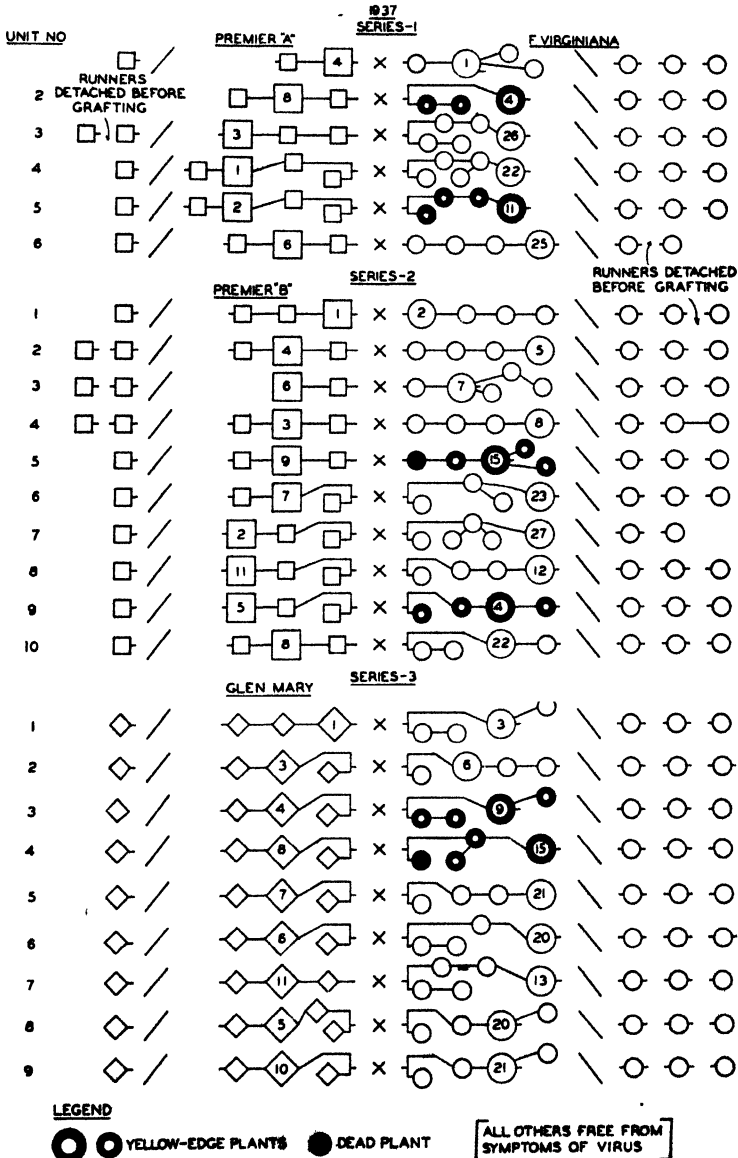 1937
SERIES-1
UNIT NO
PREMIER "A"
F. VIRGINIANA
4 × 1
RUNNERS
DETACHED BEFORE
GRAFTING
2 8 × 4
3 3 × 26
4 1 × 22
5 2 × 11
6 6 × 25
RUNNERS DETACHED
BEFORE GRAFTING
SERIES-2
PREMIER"B"
1 1 × 2
2 4 × 5
3 6 × 7
4 3 × 8
5 9 × 15
6 7 × 23
7 2 × 27
8 11 × 12
9 5 × 4
10 8 × 22
SERIES-3
GLEN MARY
1 1 × 3
2 3 × 6
3 4 × 9
4 8 × 15
5 7 × 21
6 6 × 20
7 11 × 13
8 5 × 20
9 10 × 21
LEGEND
YELLOW-EDGE PLANTS
DEAD PLANT
ALL OTHERS FREE FROM
SYMPTOMS OF VIRUS